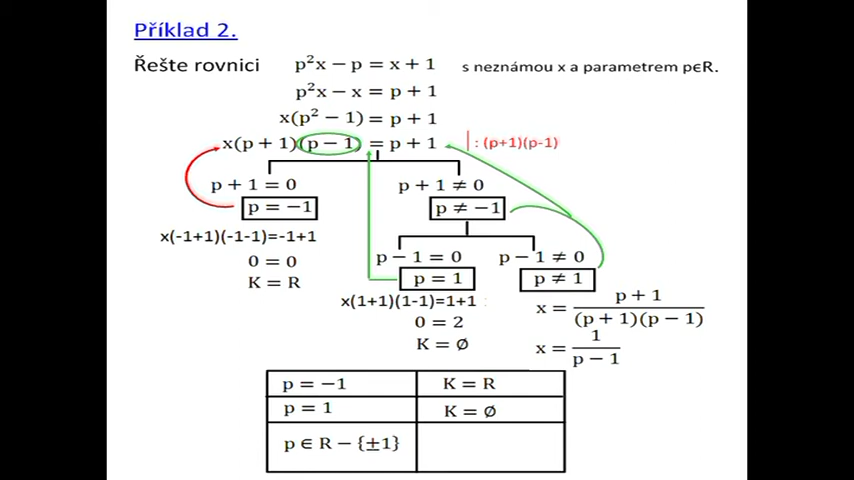 Příklad 2.
Řešte rovnici p²x − p = x + 1 s neznámou x a parametrem pϵR.
p²x − x = p + 1
x(p² − 1) = p + 1
x(p + 1)(p − 1) = p + 1 | : (p+1)(p-1)
p + 1 = 0 p + 1 ≠ 0
p = −1 p ≠ −1
x(-1+1)(-1-1)=-1+1
0 = 0
K = R
p − 1 = 0 p − 1 ≠ 0
p = 1 p ≠ 1
x(1+1)(1-1)=1+1
0 = 2
K = Ø
x = (p + 1)/((p + 1)(p − 1))
x = 1/(p − 1)
p = −1 K = R
p = 1 K = Ø
p ∈ R − {±1}